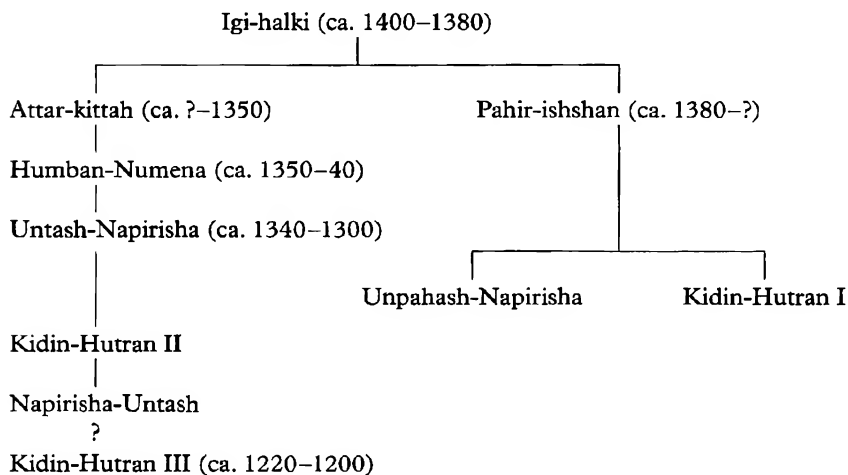 Igi-halki (ca. 1400–1380)
Attar-kittah (ca. ?–1350)
Pahir-ishshan (ca. 1380–?)
Humban-Numena (ca. 1350–40)
Untash-Napirisha (ca. 1340–1300)
Unpahash-Napirisha
Kidin-Hutran I
Kidin-Hutran II
Napirisha-Untash
?
Kidin-Hutran III (ca. 1220–1200)